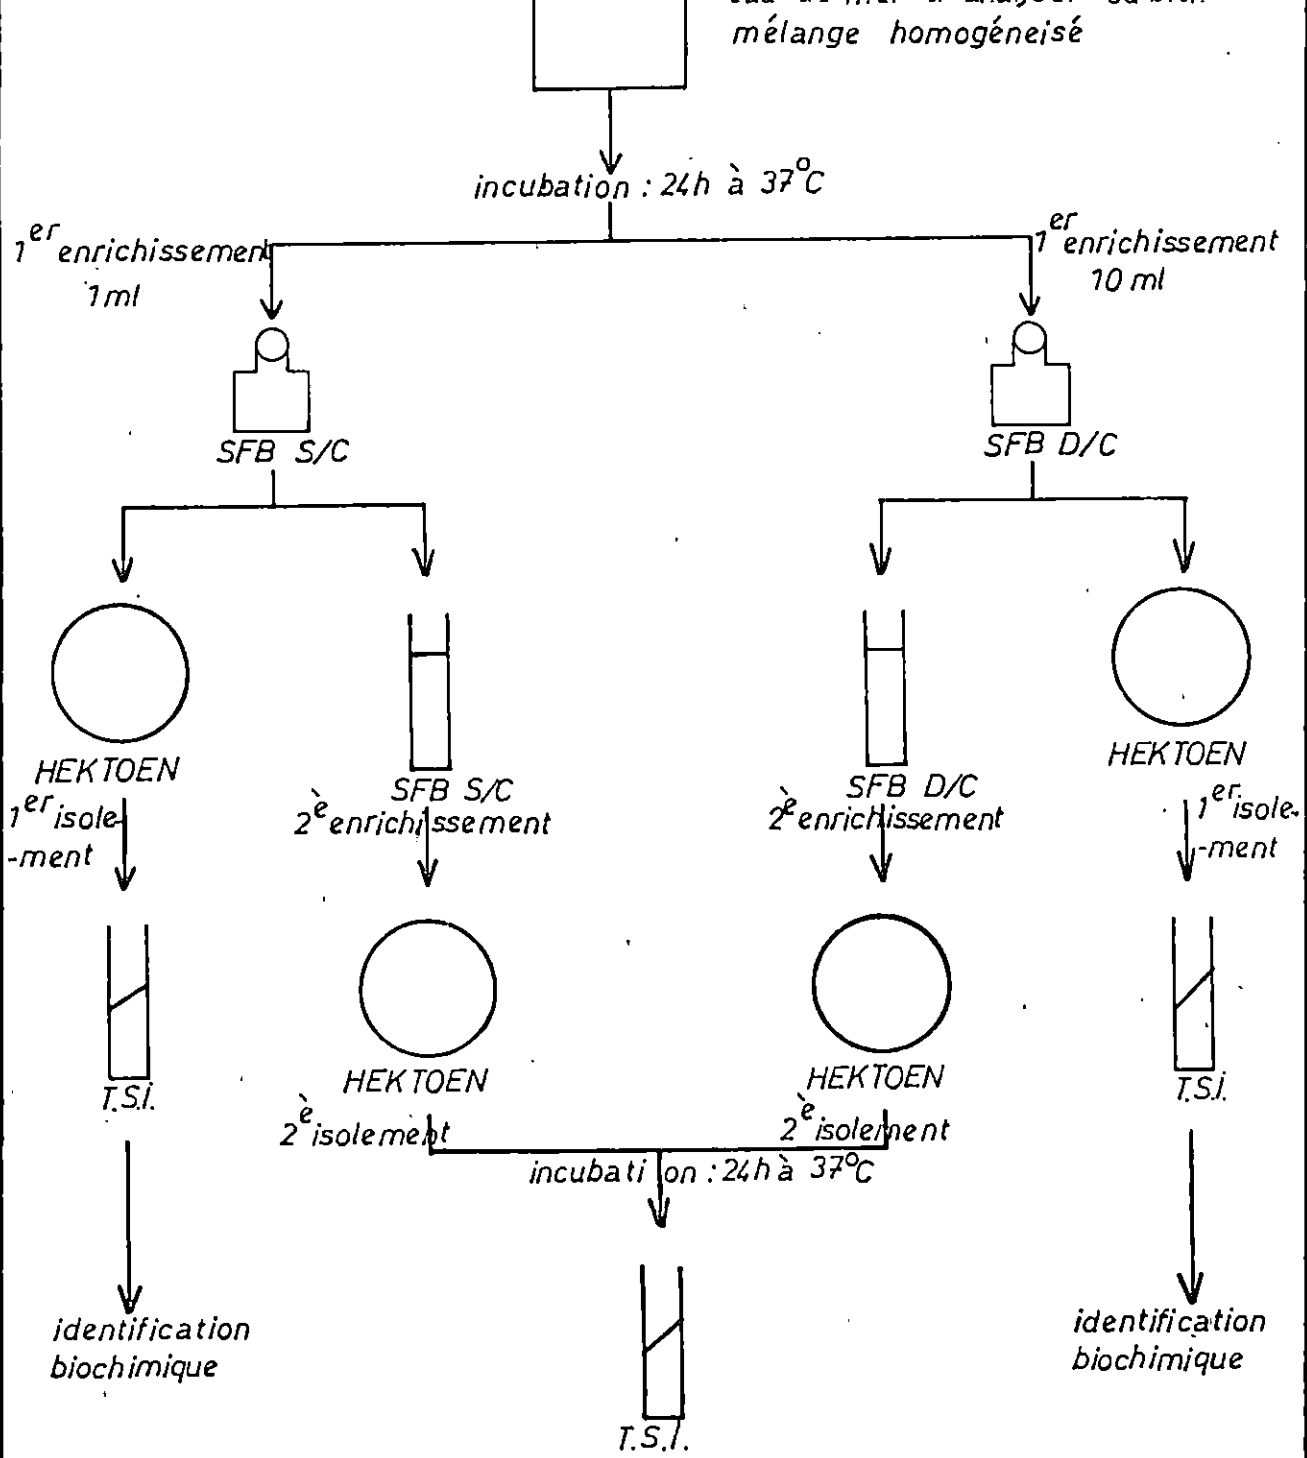 mélange homogéneisé
incubation : 24h à 37°C
1er enrichissement
1ml
1er enrichissement
10 ml
SFB S/C
SFB D/C
HEKTOEN
1er isole-
-ment
SFB S/C
2è enrichissement
SFB D/C
2è enrichissement
HEKTOEN
1er isole-
-ment
T.S.I.
HEKTOEN
2è isolement
HEKTOEN
2è isolement
T.S.I.
incubation : 24h à 37°C
identification
biochimique
identification
biochimique
T.S.I.